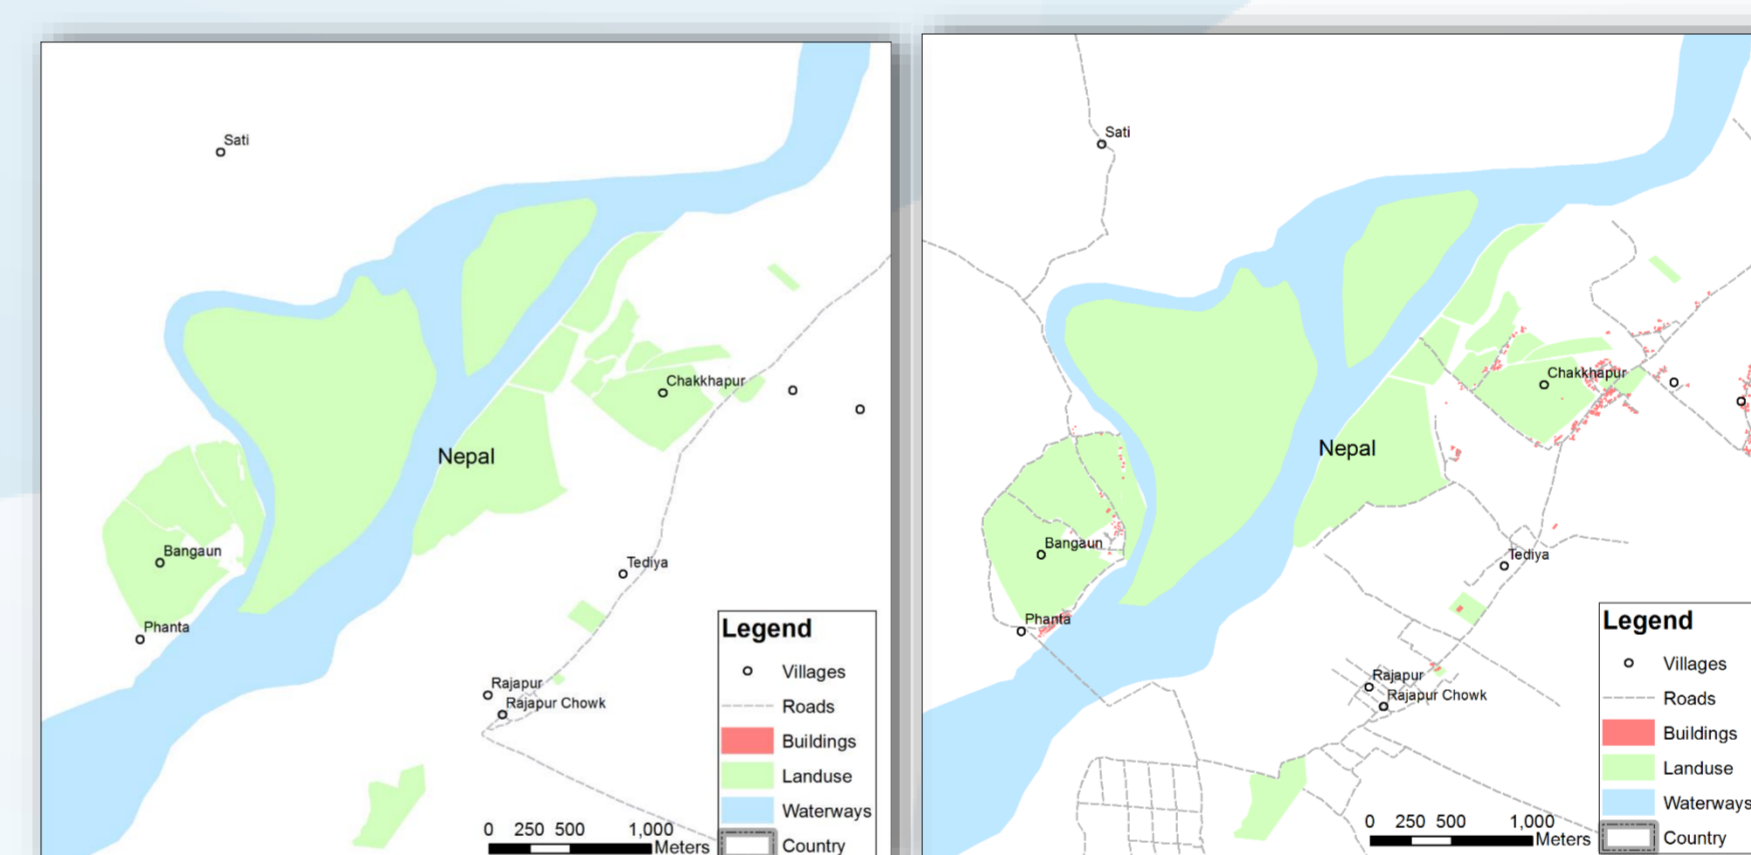 Sati
Chakkhapur
Nepal
Bangaun
Tediya
Phanta
Rajapur
Rajapur Chowk
Legend
Villages
Roads
Buildings
Landuse
Waterways
Country
0 250 500 1,000
Meters
Sati
Chakkhapur
Nepal
Bangaun
Tediya
Phanta
Rajapur
Rajapur Chowk
Legend
Villages
Roads
Buildings
Landuse
Waterways
Country
0 250 500 1,000
Meters